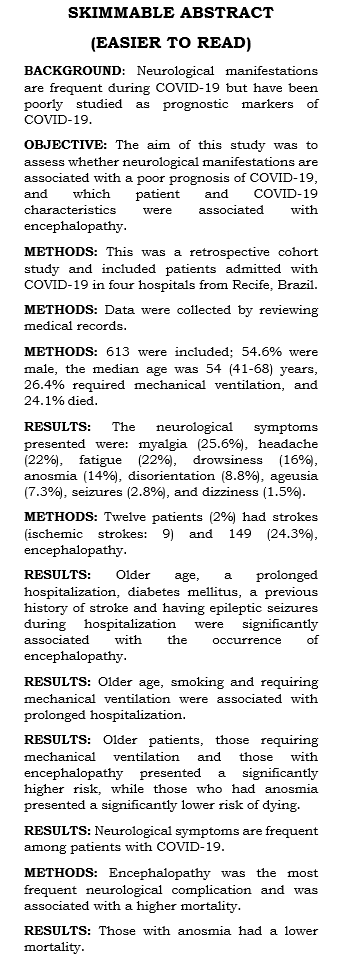 SKIMMABLE ABSTRACT
(EASIER TO READ)
BACKGROUND: Neurological manifestations
are frequent during COVID-19 but have been
poorly studied as prognostic markers of
COVID-19.
OBJECTIVE: The aim of this study was to
assess whether neurological manifestations are
associated with a poor prognosis of COVID-19,
and which patient and COVID-19
characteristics were associated with
encephalopathy.
METHODS: This was a retrospective cohort
study and included patients admitted with
COVID-19 in four hospitals from Recife, Brazil.
METHODS: Data were collected by reviewing
medical records.
METHODS: 613 were included; 54.6% were
male, the median age was 54 (41-68) years,
26.4% required mechanical ventilation, and
24.1% died.
RESULTS: The neurological symptoms
presented were: myalgia (25.6%), headache
(22%), fatigue (22%), drowsiness (16%),
anosmia (14%), disorientation (8.8%), ageusia
(7.3%), seizures (2.8%), and dizziness (1.5%).
METHODS: Twelve patients (2%) had strokes
(ischemic strokes: 9) and 149 (24.3%),
encephalopathy.
RESULTS: Older age, a prolonged
hospitalization, diabetes mellitus, a previous
history of stroke and having epileptic seizures
during hospitalization were significantly
associated with the occurrence of
encephalopathy.
RESULTS: Older age, smoking and requiring
mechanical ventilation were associated with
prolonged hospitalization.
RESULTS: Older patients, those requiring
mechanical ventilation and those with
encephalopathy presented a significantly
higher risk, while those who had anosmia
presented a significantly lower risk of dying.
RESULTS: Neurological symptoms are frequent
among patients with COVID-19.
METHODS: Encephalopathy was the most
frequent neurological complication and was
associated with a higher mortality.
RESULTS: Those with anosmia had a lower
mortality.